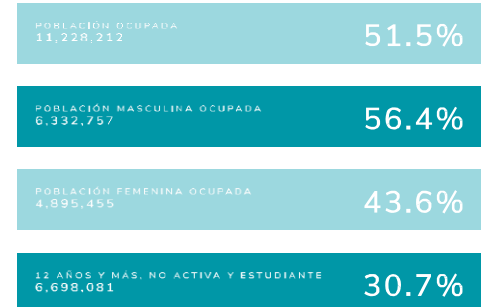 POBLACIÓN OCUPADA
11,228,212
51.5%
POBLACIÓN MASCULINA OCUPADA
6,332,757
56.4%
POBLACIÓN FEMENINA OCUPADA
4,895,455
43.6%
12 AÑOS Y MÁS, NO ACTIVA Y ESTUDIANTE
6,698,081
30.7%